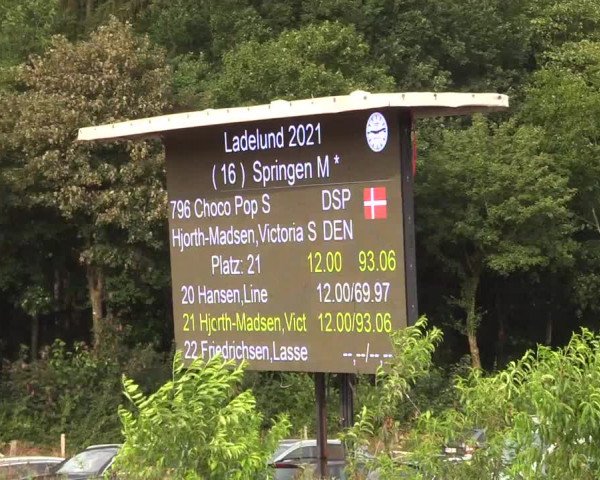 Ladelund 2021
( 16 ) Springen M *
796 Choco Pop S DSP
Hjorth-Madsen,Victoria S DEN
Platz: 21 12.00 93.06
20 Hansen,Line 12.00/69.97
21 Hjorth-Madsen,Vict 12.00/93.06
22 Friedrichsen,Lasse --,--/--,--